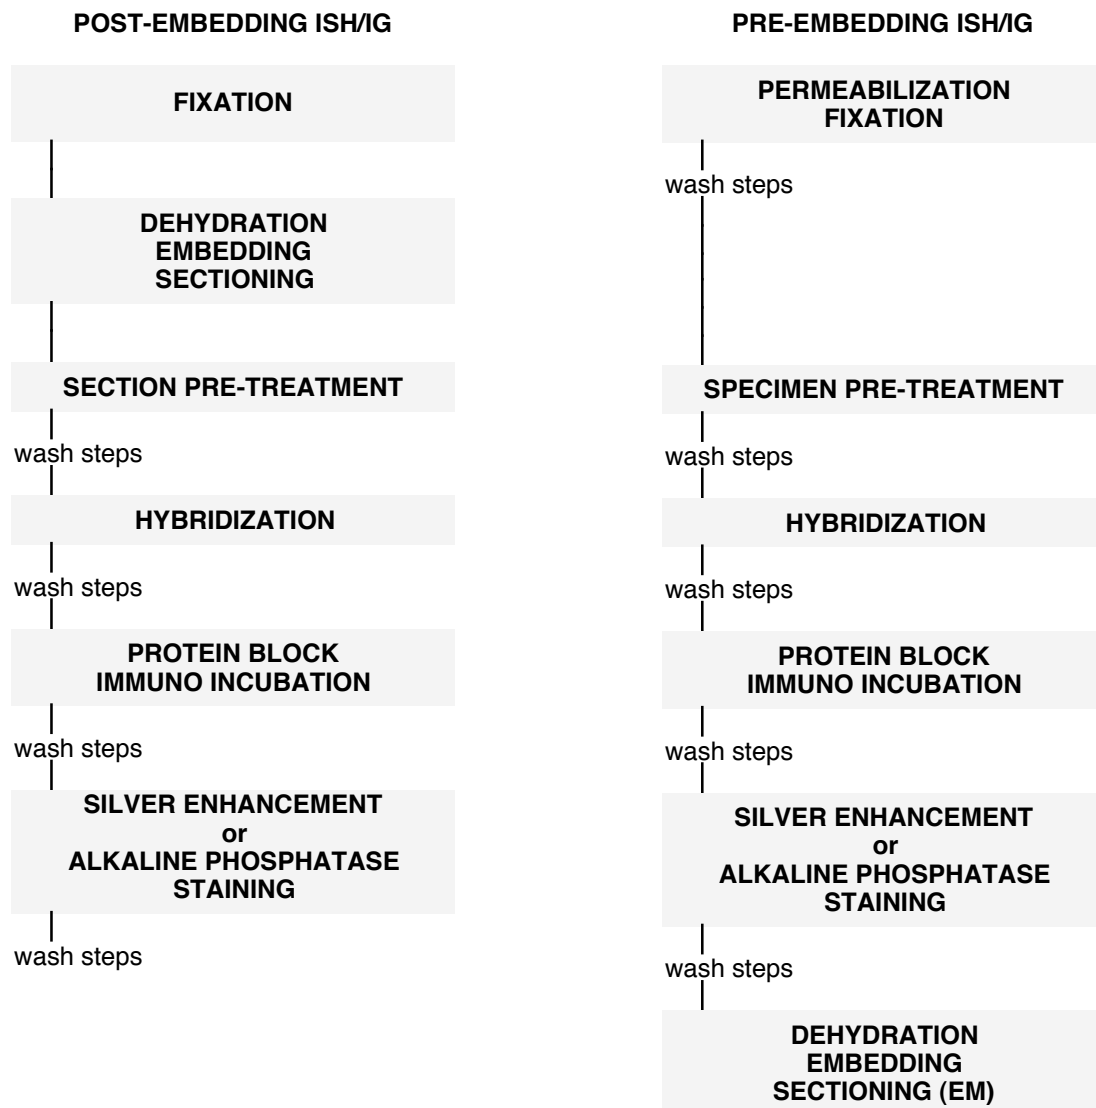 POST-EMBEDDING ISH/IG
FIXATION
DEHYDRATION
EMBEDDING
SECTIONING
SECTION PRE-TREATMENT
wash steps
HYBRIDIZATION
wash steps
PROTEIN BLOCK
IMMUNO INCUBATION
wash steps
SILVER ENHANCEMENT
or
ALKALINE PHOSPHATASE
STAINING
wash steps
PRE-EMBEDDING ISH/IG
PERMEABILIZATION
FIXATION
wash steps
SPECIMEN PRE-TREATMENT
wash steps
HYBRIDIZATION
wash steps
PROTEIN BLOCK
IMMUNO INCUBATION
wash steps
SILVER ENHANCEMENT
or
ALKALINE PHOSPHATASE
STAINING
wash steps
DEHYDRATION
EMBEDDING
SECTIONING (EM)